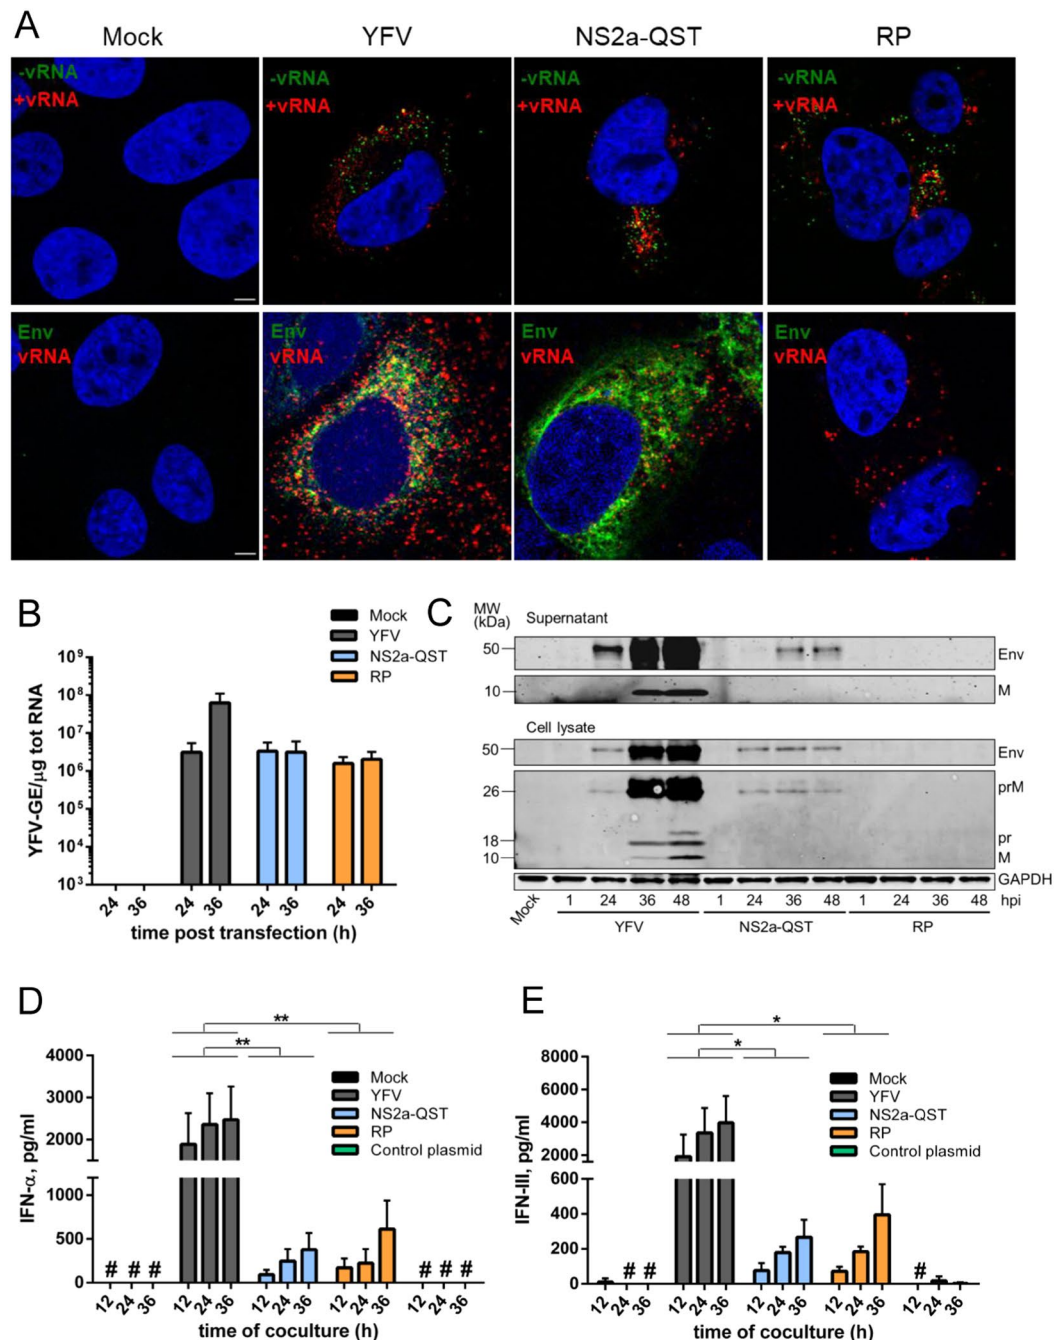 A
Mock YFV NS2a-QST RP
-vRNA -vRNA -vRNA -vRNA
+vRNA +vRNA +vRNA +vRNA
Env Env Env Env
vRNA vRNA vRNA vRNA
B
Mock
YFV
NS2a-QST
RP
YFV-GE/µg tot RNA
10⁹
10⁸
10⁷
10⁶
10⁵
10⁴
10³
24 36 24 36 24 36 24 36
time post transfection (h)
C
MW
(kDa)
Supernatant
50 Env
10 M
Cell lysate
50 Env
26 prM
18 pr
10 M
GAPDH
Mock 1 24 36 48 1 24 36 48 1 24 36 48 hpi
YFV NS2a-QST RP
D
** 
**
Mock
YFV
NS2a-QST
RP
Control plasmid
IFN-α, pg/ml
4000
3000
2000
1000
500
0
# # # # # #
12 24 36 12 24 36 12 24 36 12 24 36 12 24 36
time of coculture (h)
E
*
*
Mock
YFV
NS2a-QST
RP
Control plasmid
IFN-III, pg/ml
8000
6000
4000
2000
600
400
200
0
# # #
12 24 36 12 24 36 12 24 36 12 24 36 12 24 36
time of coculture (h)